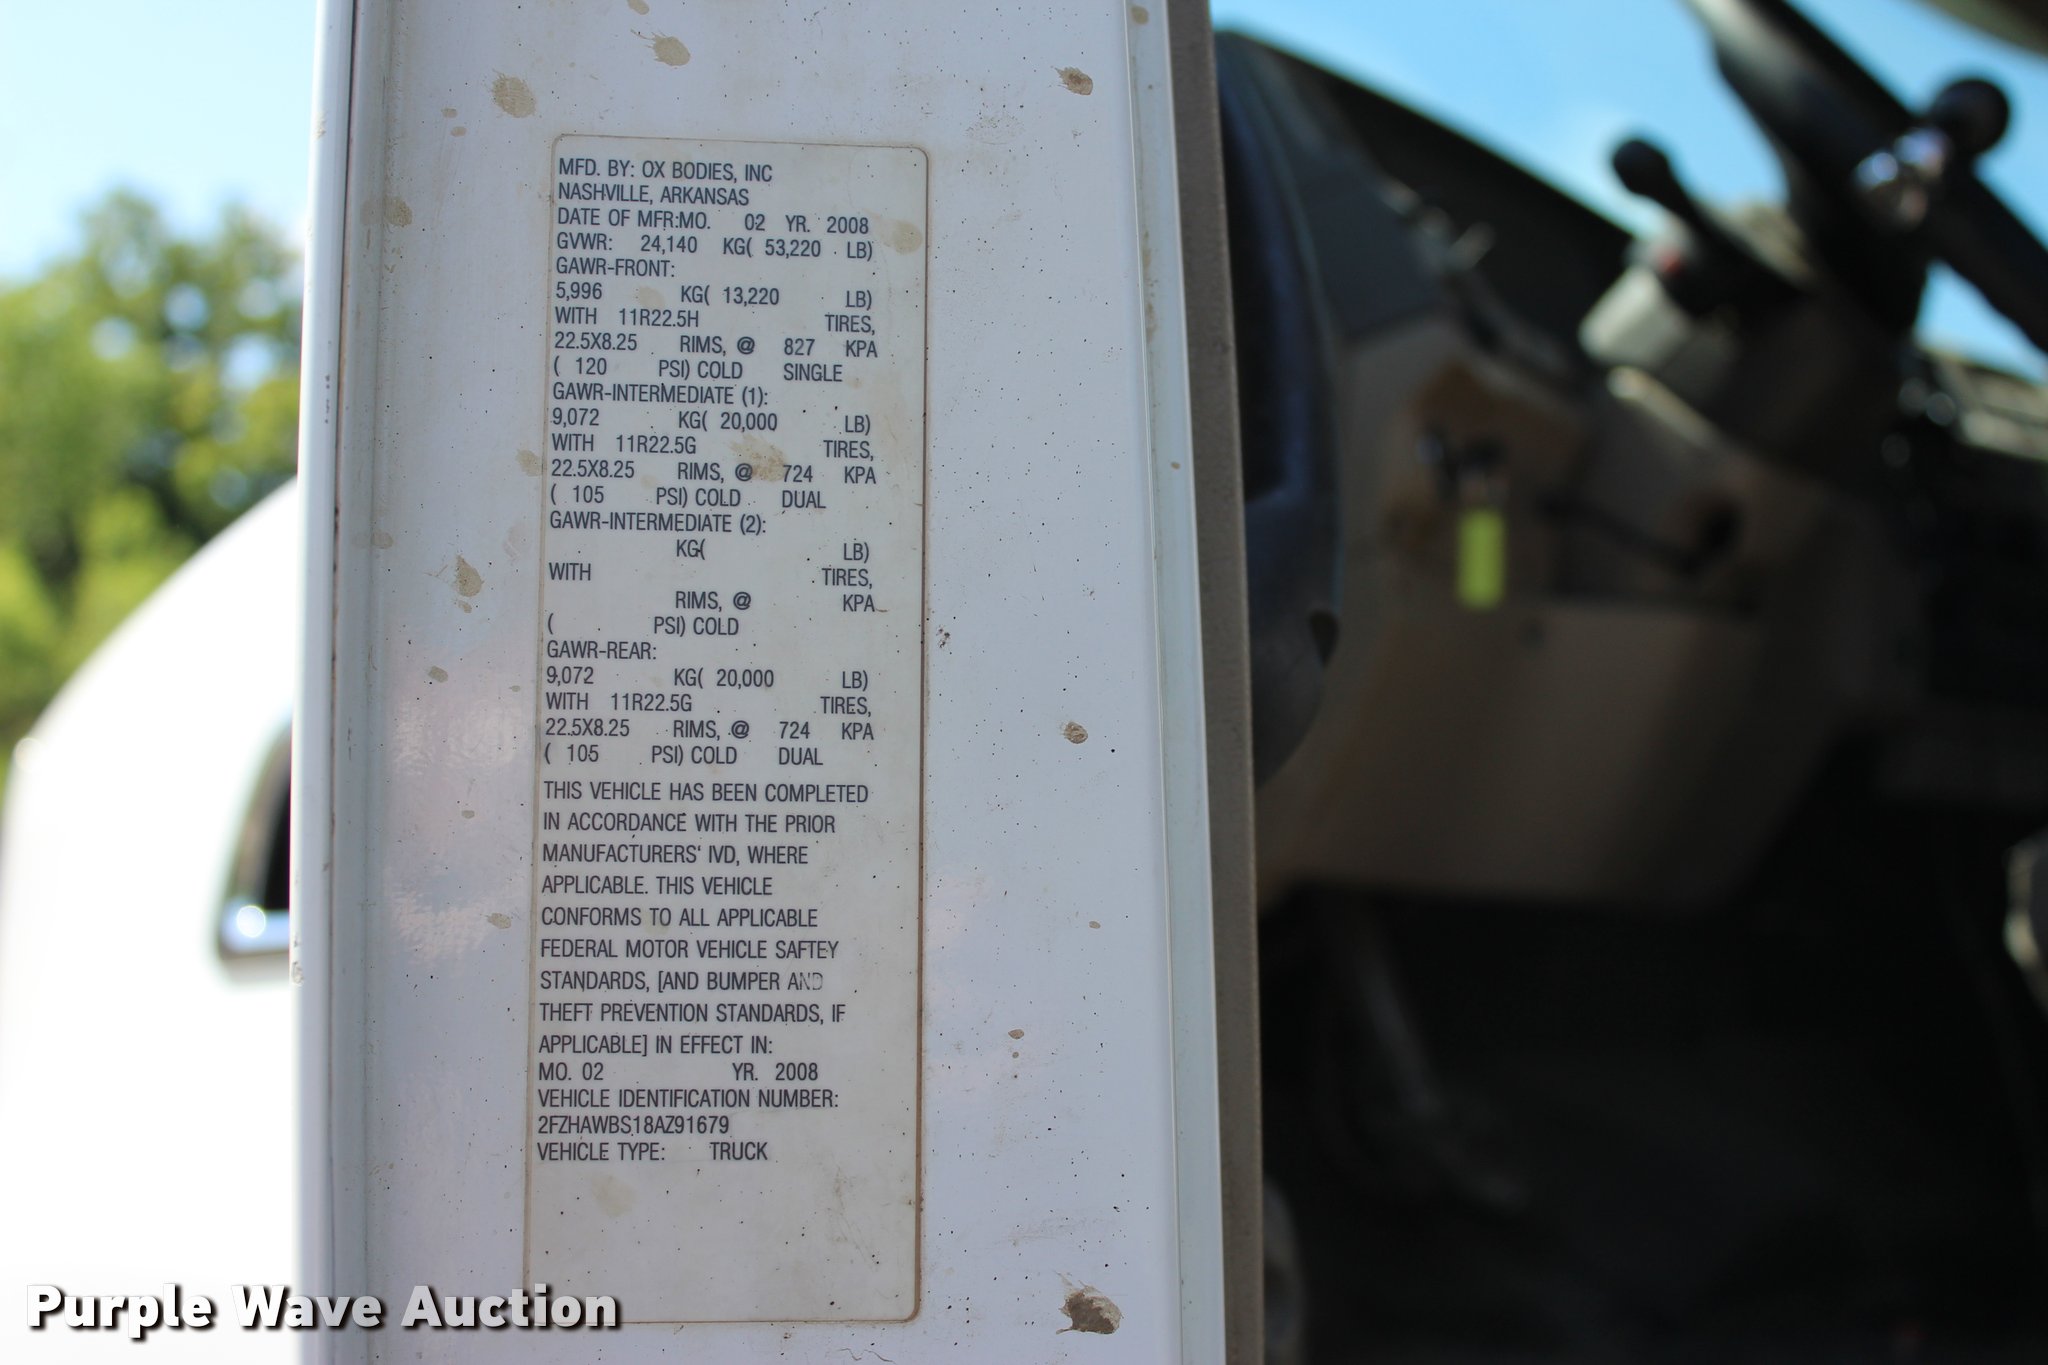 MFD. BY: OX BODIES, INC
NASHVILLE, ARKANSAS
DATE OF MFR:MO. 02 YR. 2008
GVWR: 24,140 KG( 53,220 LB)
GAWR-FRONT:
5,996 KG( 13,220 LB)
WITH 11R22.5H TIRES,
22.5X8.25 RIMS, @ 827 KPA
( 120 PSI) COLD SINGLE
GAWR-INTERMEDIATE (1):
9,072 KG( 20,000 LB)
WITH 11R22.5G TIRES,
22.5X8.25 RIMS, @ 724 KPA
( 105 PSI) COLD DUAL
GAWR-INTERMEDIATE (2):
KG( LB)
WITH TIRES,
RIMS, @ KPA
( PSI) COLD
GAWR-REAR:
9,072 KG( 20,000 LB)
WITH 11R22.5G TIRES,
22.5X8.25 RIMS, @ 724 KPA
( 105 PSI) COLD DUAL
THIS VEHICLE HAS BEEN COMPLETED
IN ACCORDANCE WITH THE PRIOR
MANUFACTURERS' IVD, WHERE
APPLICABLE. THIS VEHICLE
CONFORMS TO ALL APPLICABLE
FEDERAL MOTOR VEHICLE SAFTEY
STANDARDS, [AND BUMPER AND
THEFT PREVENTION STANDARDS, IF
APPLICABLE] IN EFFECT IN:
MO. 02 YR. 2008
VEHICLE IDENTIFICATION NUMBER:
2FZHAWBS18AZ91679
VEHICLE TYPE: TRUCK
Purple Wave Auction